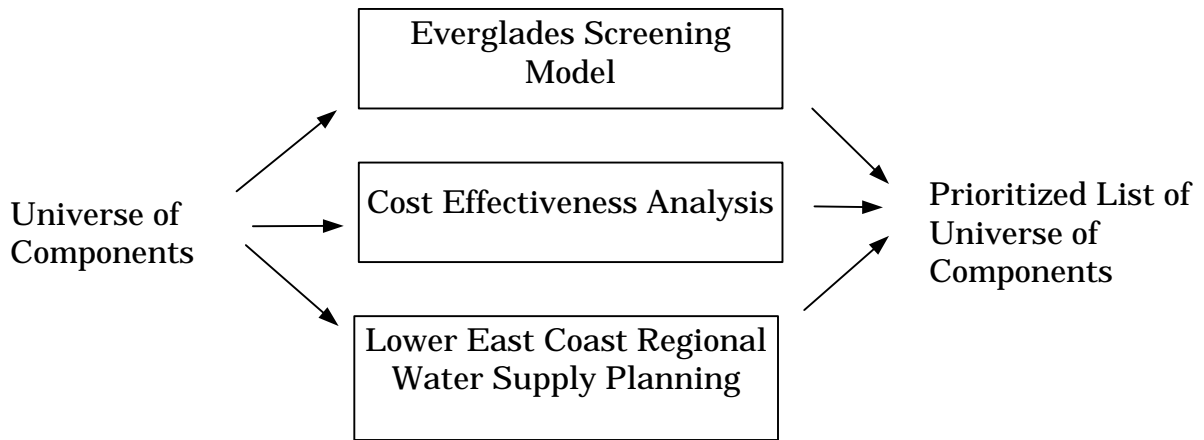 Everglades Screening
Model
Universe of
Components
Cost Effectiveness Analysis
Prioritized List of
Universe of
Components
Lower East Coast Regional
Water Supply Planning